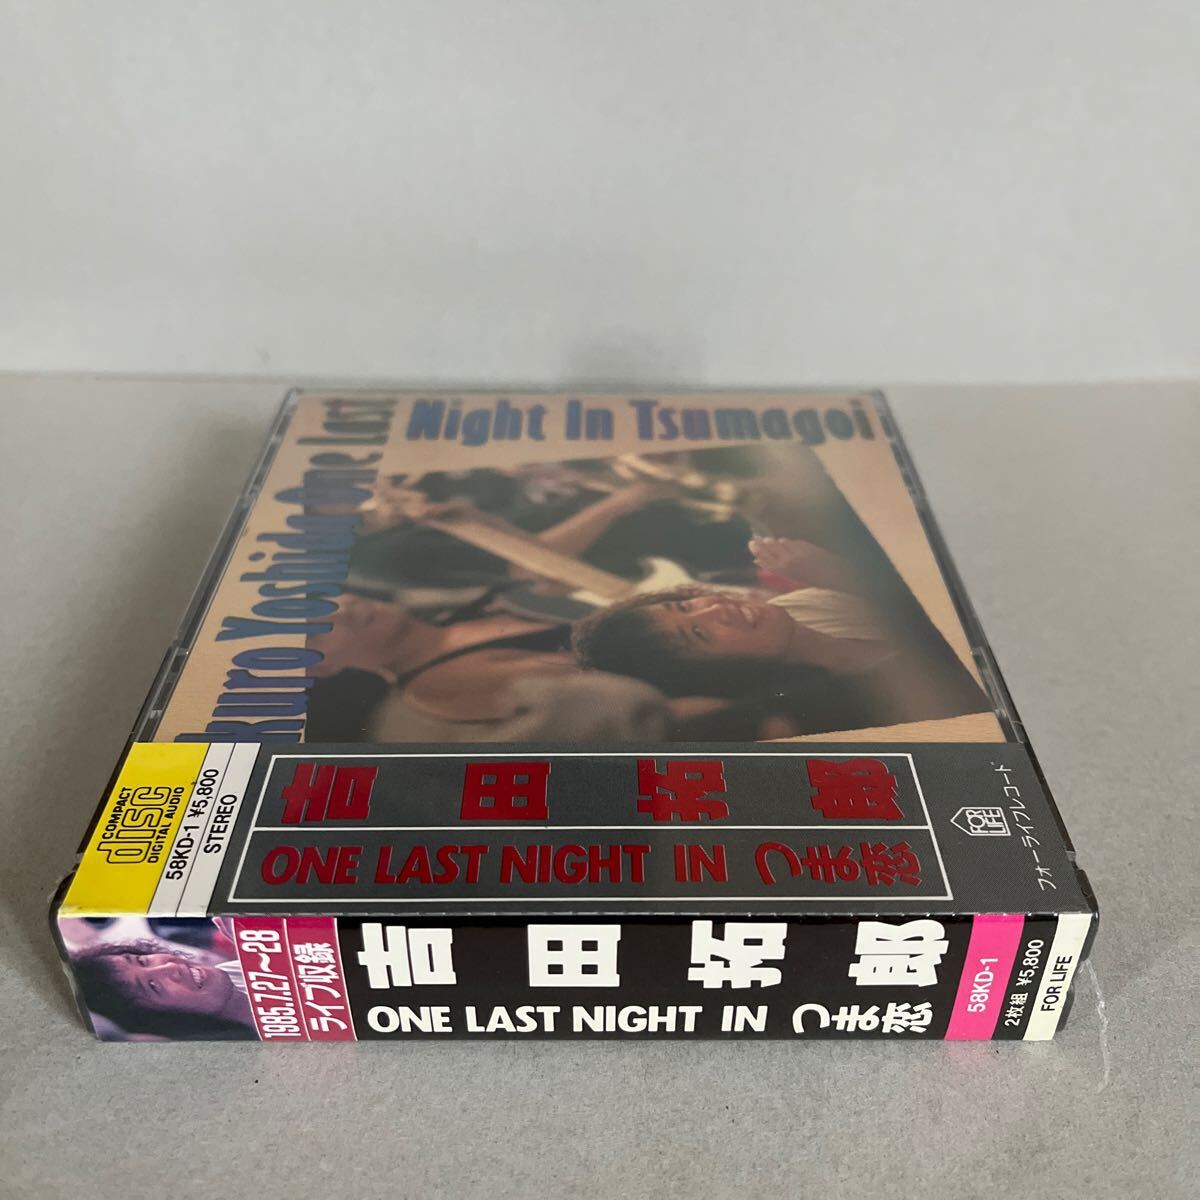 Night In Tsumagoi
kuro Yoshida One Last
COMPACT
disc
DIGITAL AUDIO
58KD-1 ¥5,800
STEREO
吉田拓郎
ONE LAST NIGHT IN つま恋
FOR
LIFE
フォーライフレコード
1985.7.27〜28
ライブ収録
吉田拓郎
ONE LAST NIGHT IN つま恋
58KD-1
2枚組 ¥5,800
FOR LIFE